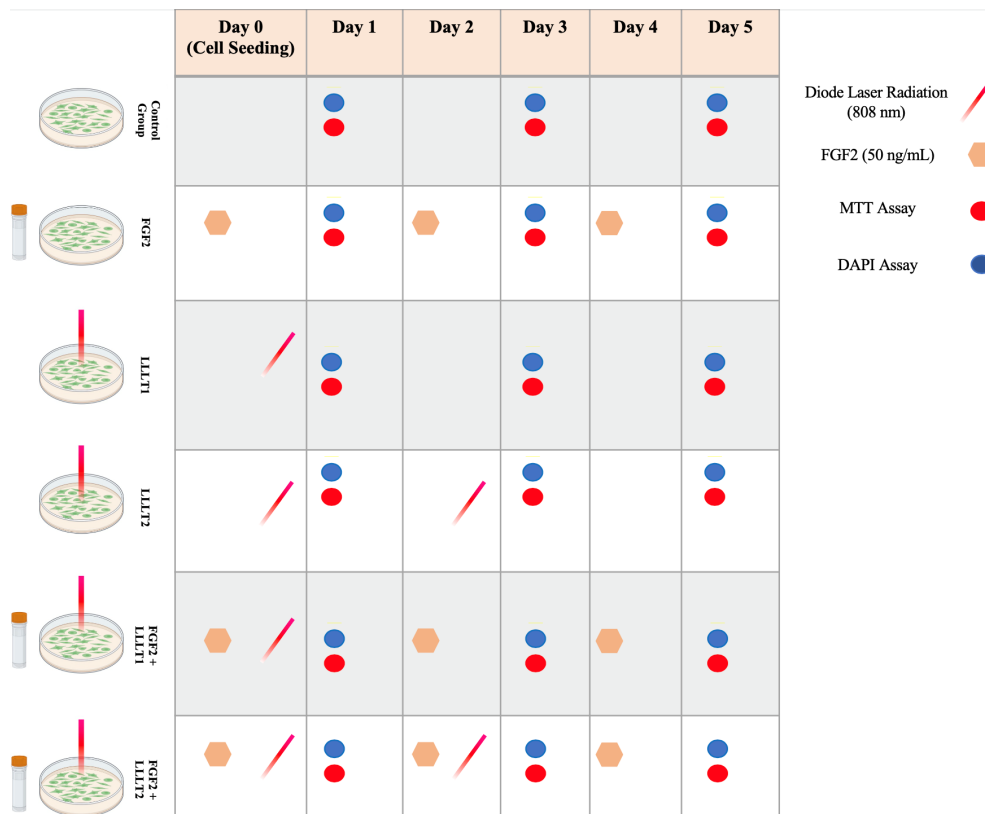 Day 0
(Cell Seeding)
Day 1
Day 2
Day 3
Day 4
Day 5
Control
Group
FGF2
LLLT1
LLLT2
FGF2 +
LLLT1
FGF2 +
LLLT2
Diode Laser Radiation
(808 nm)
FGF2 (50 ng/mL)
MTT Assay
DAPI Assay